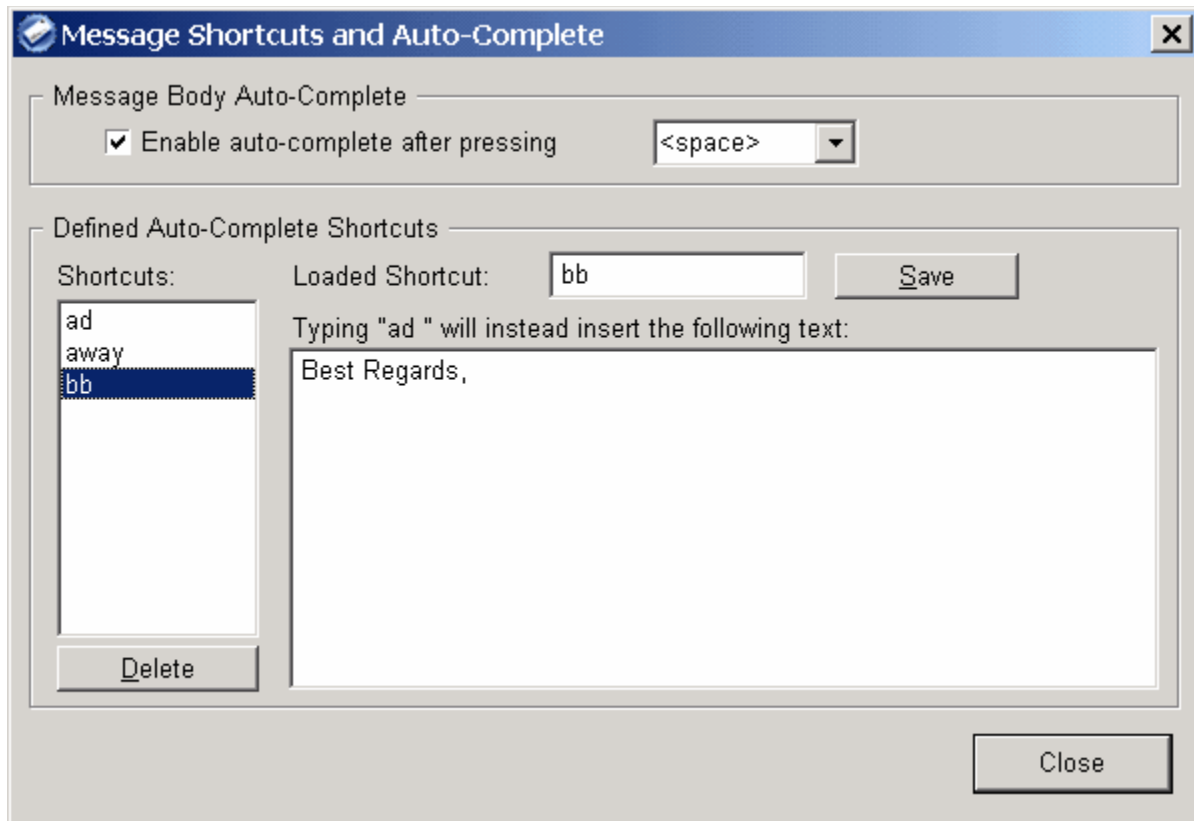 Message Shortcuts and Auto-Complete
Message Body Auto-Complete
Enable auto-complete after pressing <space>
Defined Auto-Complete Shortcuts
Shortcuts: Loaded Shortcut: bb Save
ad
away
bb
Typing "ad " will instead insert the following text:
Best Regards,
Delete
Close